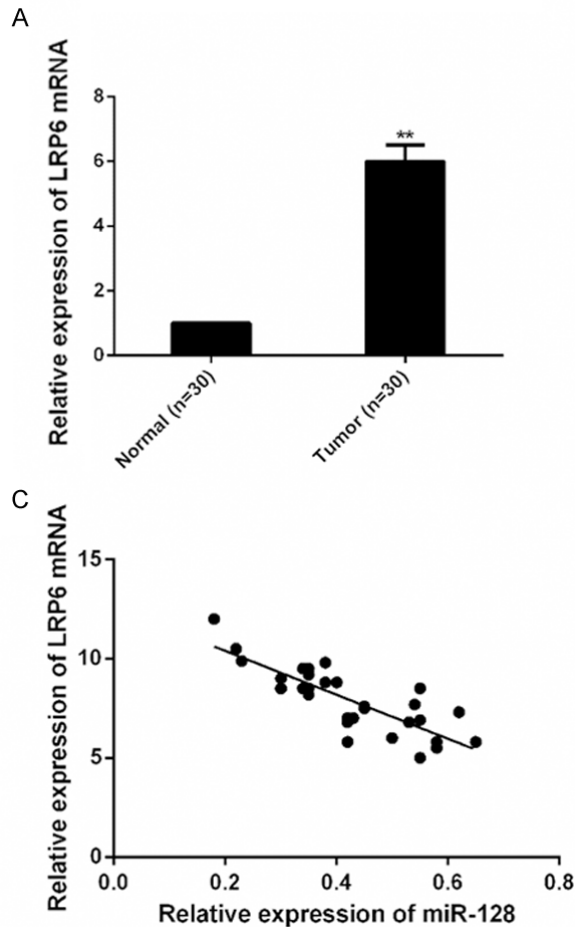 A
Relative expression of LRP6 mRNA
8
6
4
2
0
**
Normal (n=30)
Tumor (n=30)
C
Relative expression of LRP6 mRNA
15
10
5
0
0.0 0.2 0.4 0.6 0.8
Relative expression of miR-128